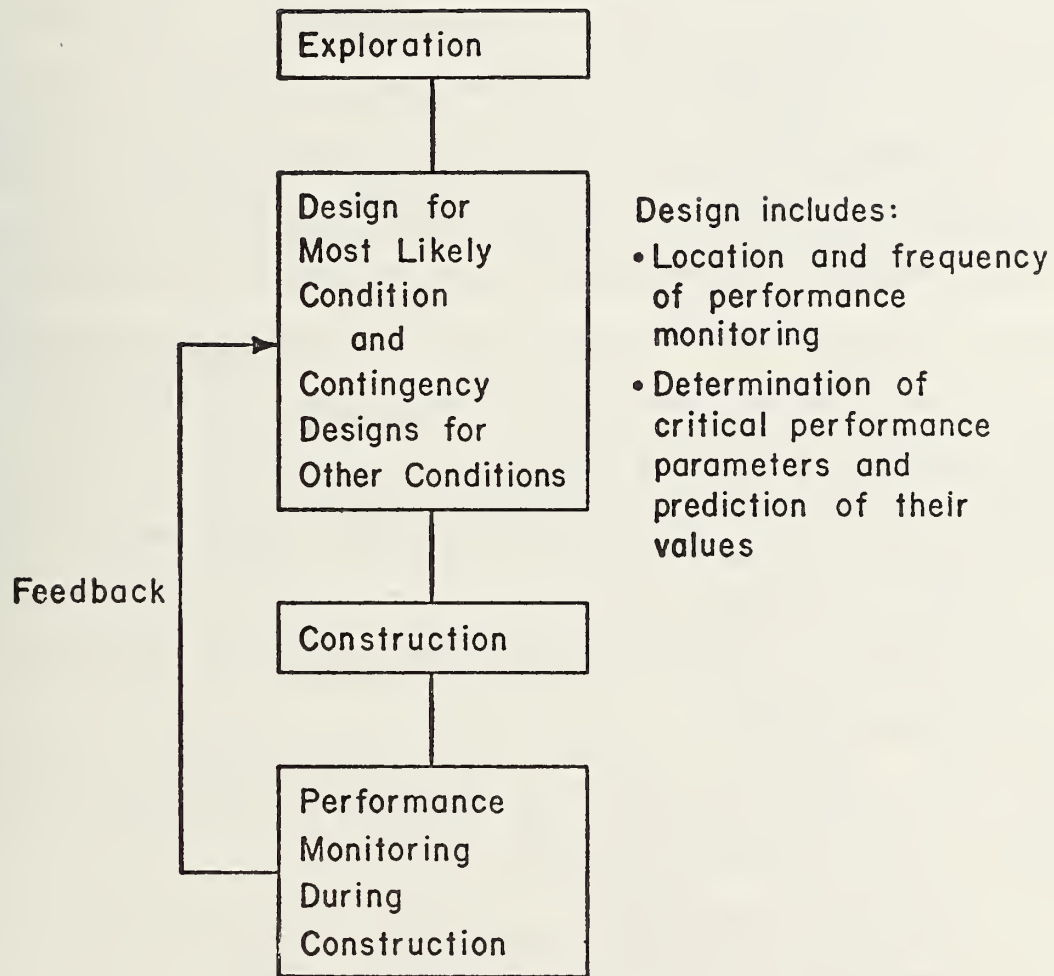 Exploration
Design for
Most Likely
Condition
and
Contingency
Designs for
Other Conditions
Design includes:
• Location and frequency
of performance
monitoring
• Determination of
critical performance
parameters and
prediction of their
values
Feedback
Construction
Performance
Monitoring
During
Construction